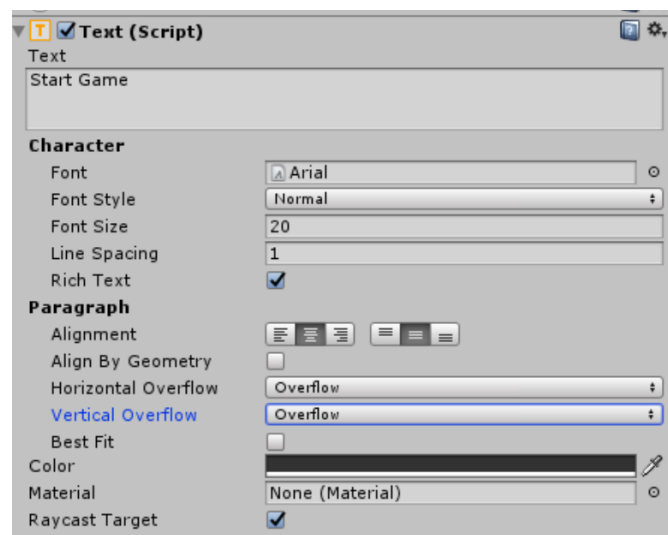 T Text (Script)
Text
Start Game
Character
Font Arial
Font Style Normal
Font Size 20
Line Spacing 1
Rich Text
Paragraph
Alignment
Align By Geometry
Horizontal Overflow Overflow
Vertical Overflow Overflow
Best Fit
Color
Material None (Material)
Raycast Target